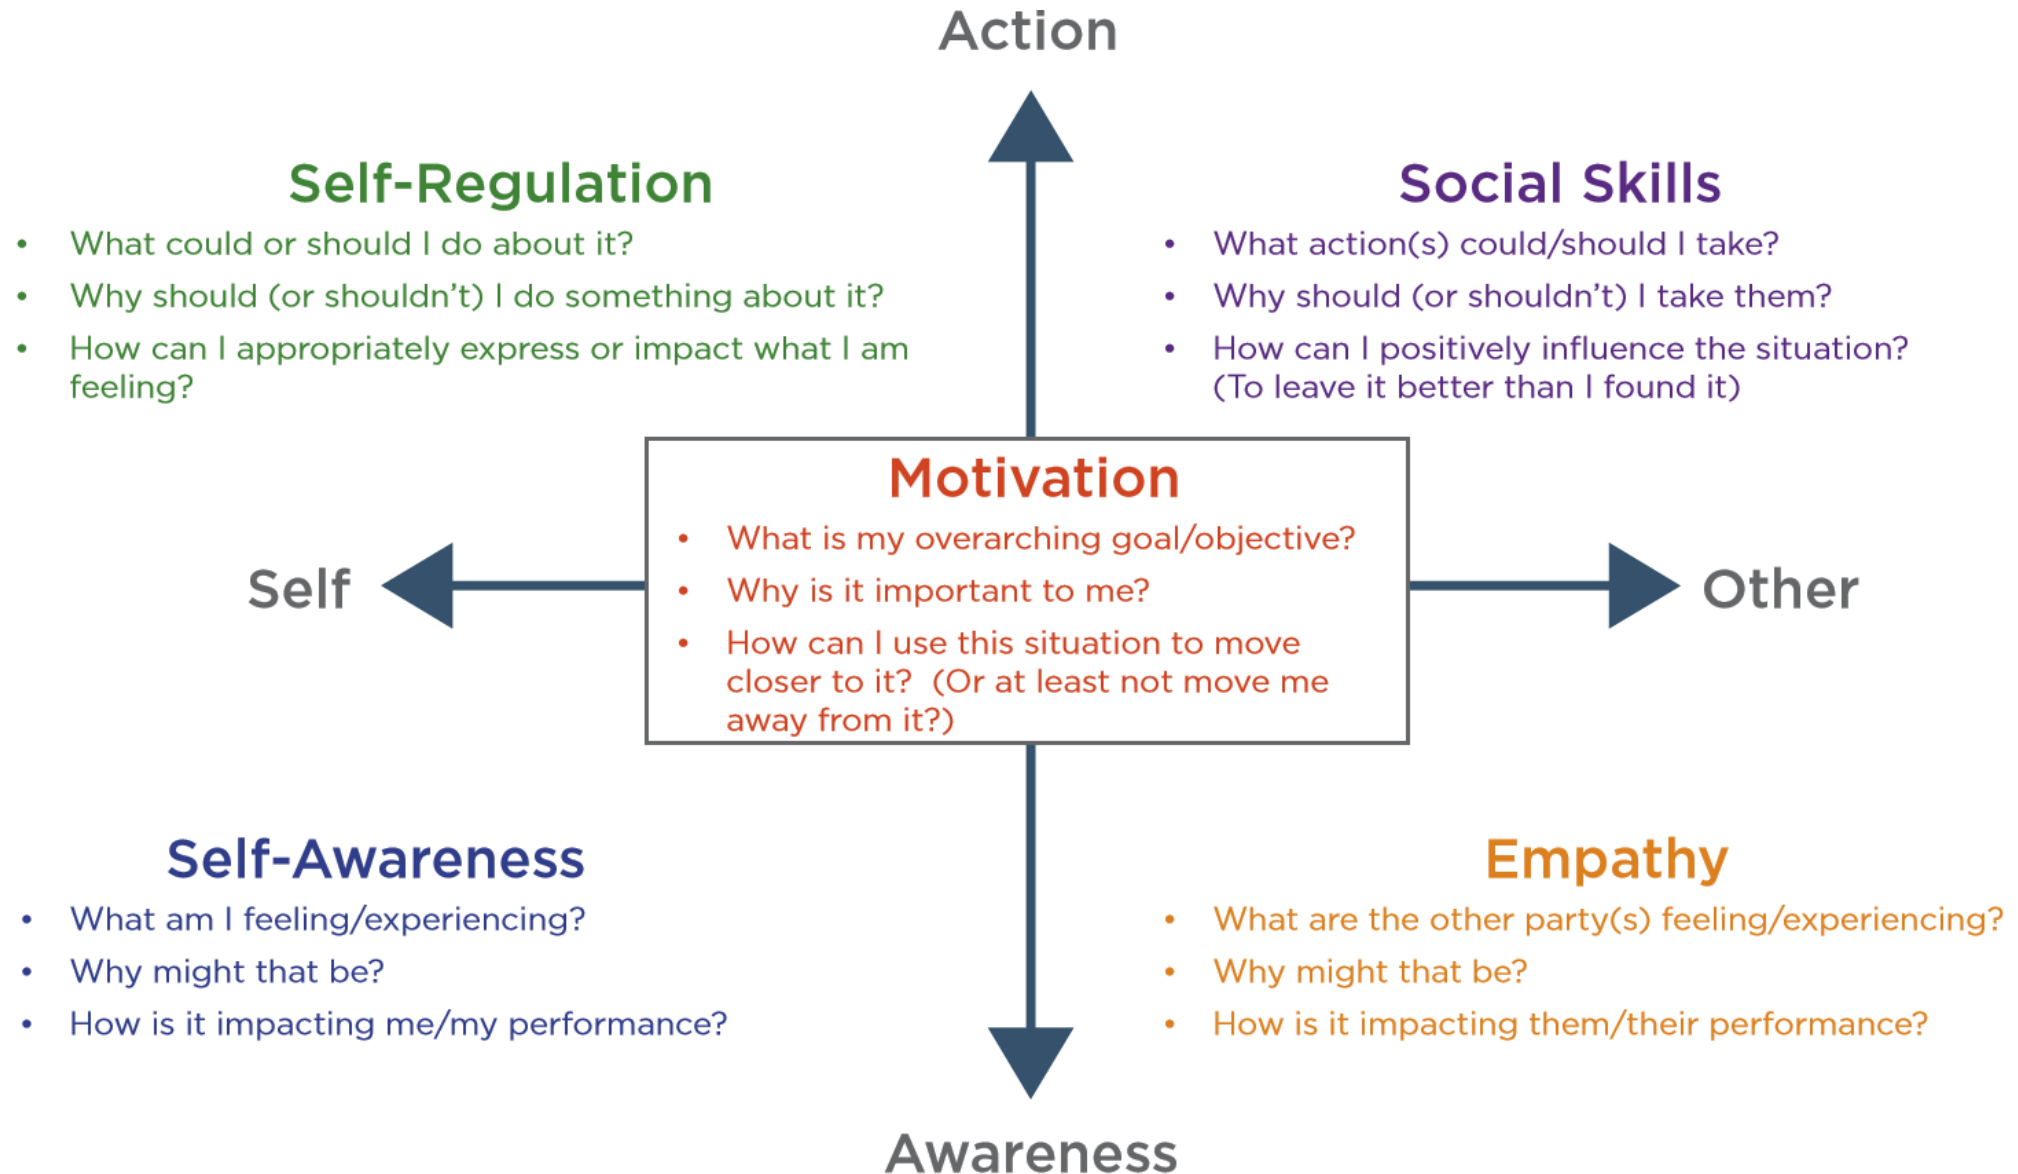 Action
Self-Regulation
• What could or should I do about it?
• Why should (or shouldn’t) I do something about it?
• How can I appropriately express or impact what I am
feeling?
Social Skills
• What action(s) could/should I take?
• Why should (or shouldn’t) I take them?
• How can I positively influence the situation?
(To leave it better than I found it)
Self
Motivation
• What is my overarching goal/objective?
• Why is it important to me?
• How can I use this situation to move
closer to it?  (Or at least not move me
away from it?)
Other
Self-Awareness
• What am I feeling/experiencing?
• Why might that be?
• How is it impacting me/my performance?
Empathy
• What are the other party(s) feeling/experiencing?
• Why might that be?
• How is it impacting them/their performance?
Awareness